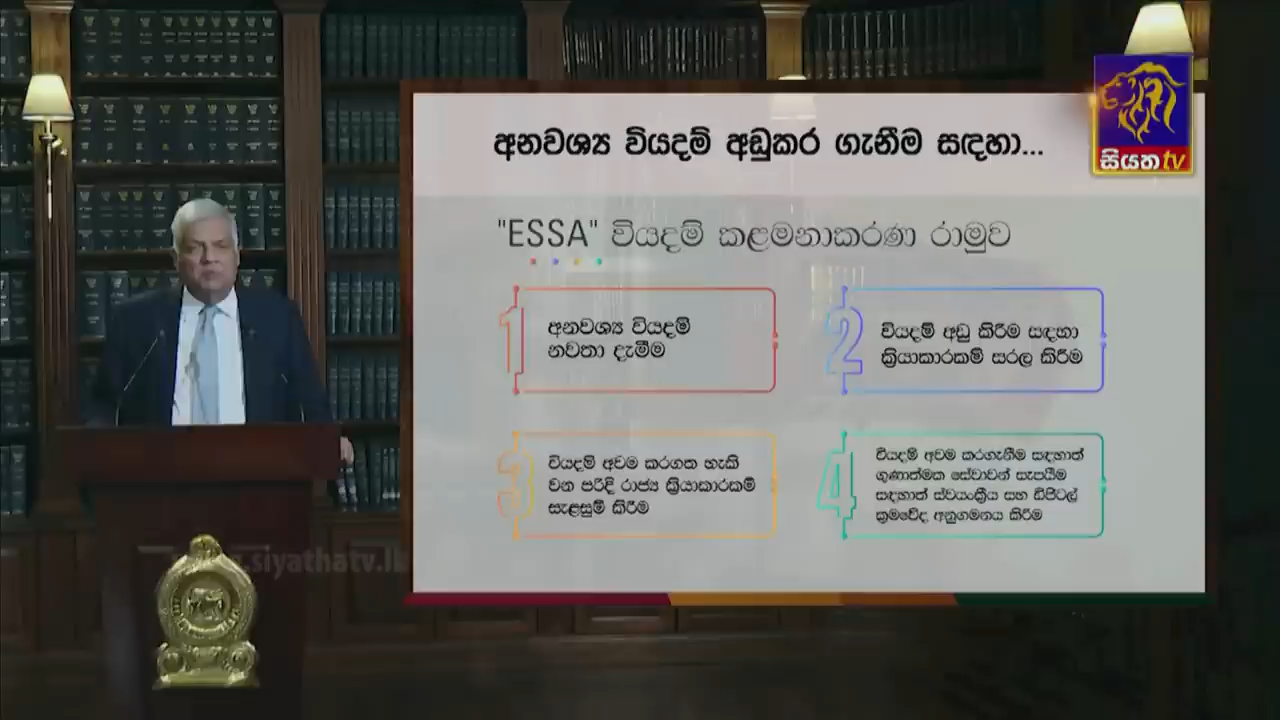 අනවශ්‍ය වියදම් අඩුකර ගැනීම සඳහා...
සියත tv
"ESSA" වියදම් කළමනාකරණ රාමුව
1
අනවශ්‍ය වියදම්
නවතා දැමීම
2
වියදම් අඩු කිරීම සඳහා
ක්‍රියාකාරකම් සරල කිරීම
3
වියදම් අවම කරගත හැකි
වන පරිදි රාජ්‍ය ක්‍රියාකාරකම්
සැළසුම් කිරීම
4
වියදම් අවම කරගැනීම සඳහාත්
ගුණාත්මක සේවාවන් සැපයීම
සඳහාත් ස්වයංක්‍රීය සහ ඩිජිටල්
ක්‍රමවේද අනුගමනය කිරීම
.siyathatv.lk